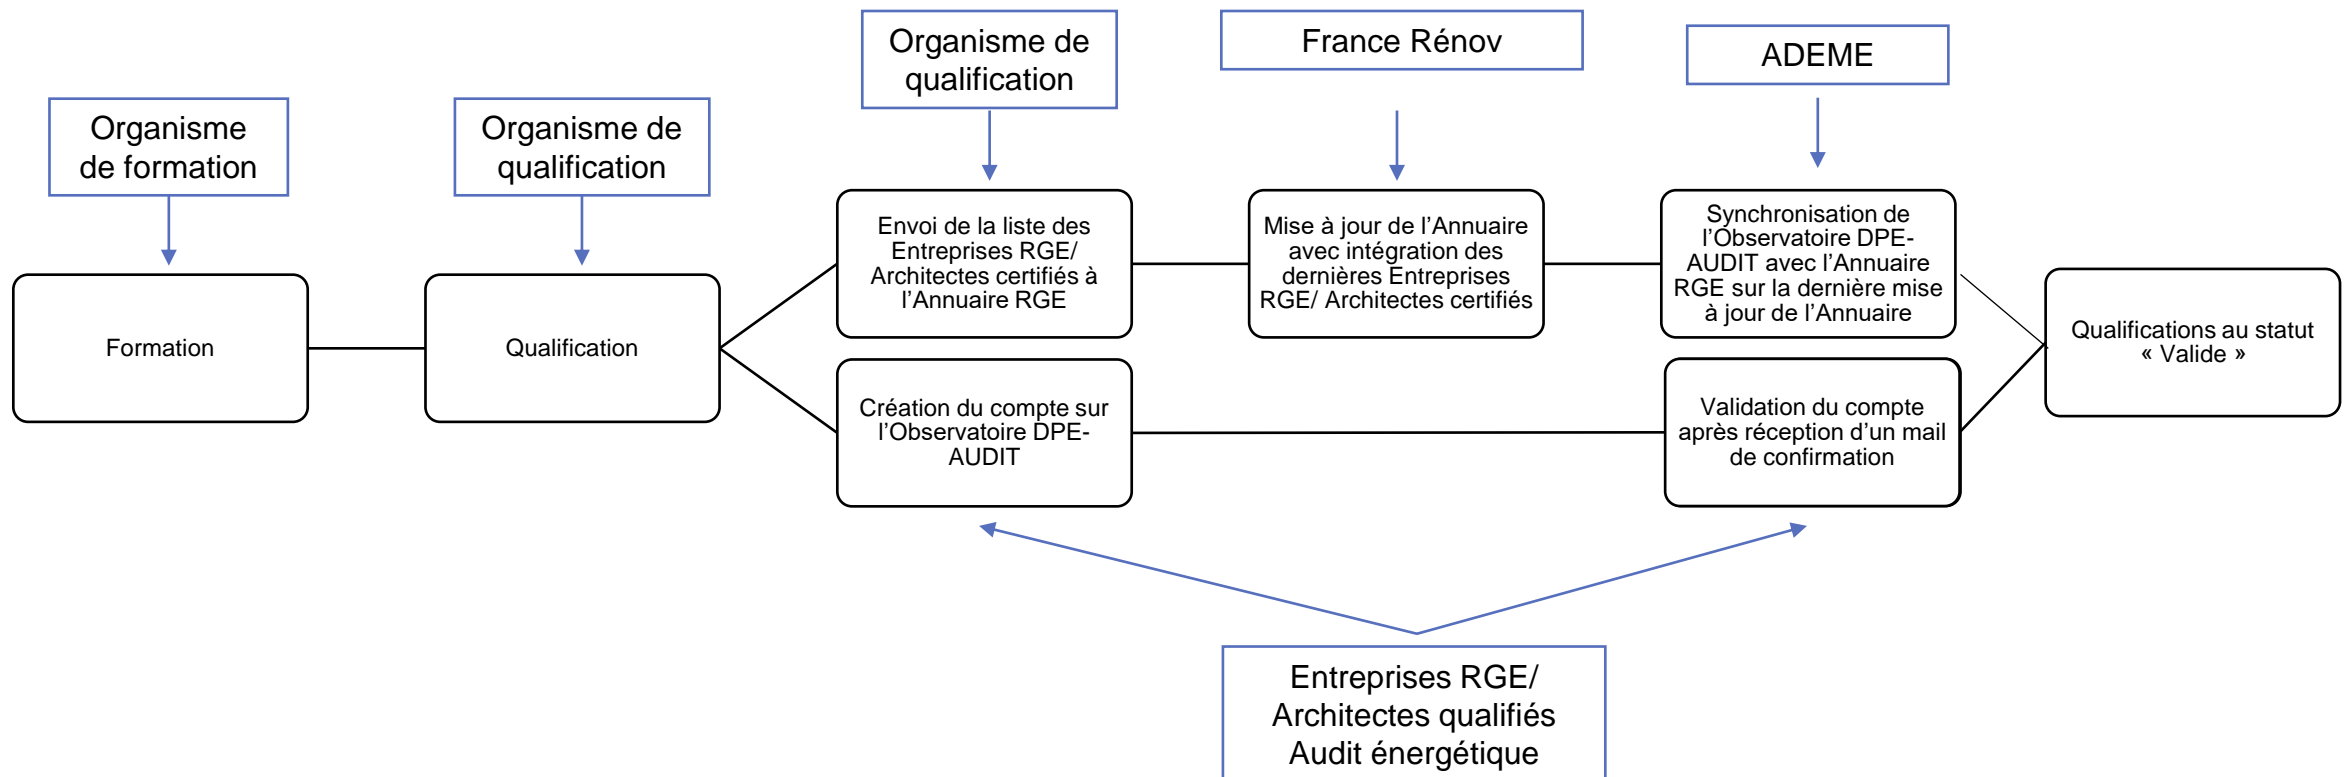 Organisme de
qualification
France Rénov
ADEME
Organisme
de formation
Organisme de
qualification
Envoi de la liste des
Entreprises RGE/
Architectes certifiés à
l’Annuaire RGE
Mise à jour de l’Annuaire
avec intégration des
dernières Entreprises
RGE/ Architectes certifiés
Synchronisation de
l’Observatoire DPE-
AUDIT avec l’Annuaire
RGE sur la dernière mise
à jour de l’Annuaire
Formation
Qualification
Qualifications au statut
« Valide »
Création du compte sur
l’Observatoire DPE-
AUDIT
Validation du compte
après réception d’un mail
de confirmation
Entreprises RGE/
Architectes qualifiés
Audit énergétique